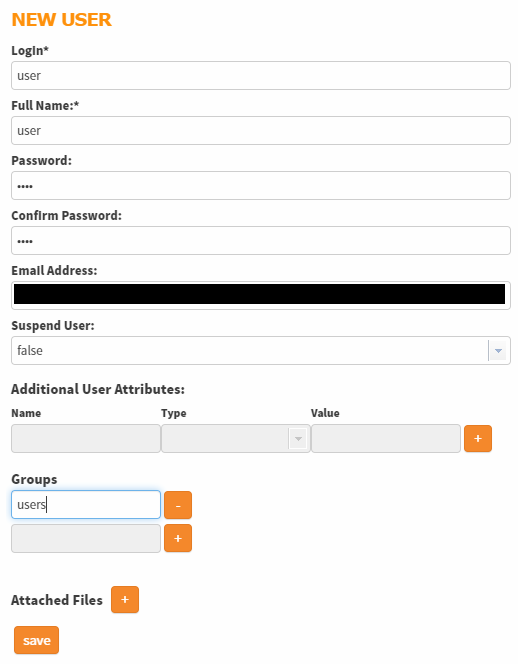 NEW USER
Login*
user
Full Name:*
user
Password:
••••
Confirm Password:
••••
Email Address:
Suspend User:
false
Additional User Attributes:
Name Type Value
+
Groups
users -
+
Attached Files +
save